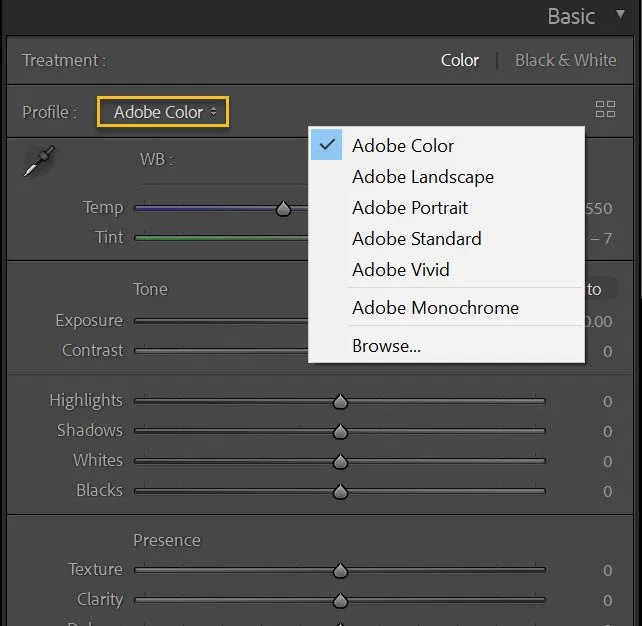 Basic
Treatment : Color Black & White
Profile : Adobe Color
Adobe Color
Adobe Landscape
Adobe Portrait
Adobe Standard
Adobe Vivid
Adobe Monochrome
Browse...
WB :
Temp 550
Tint – 7
Tone to
Exposure 0.00
Contrast 0
Highlights 0
Shadows 0
Whites 0
Blacks 0
Presence
Texture 0
Clarity 0